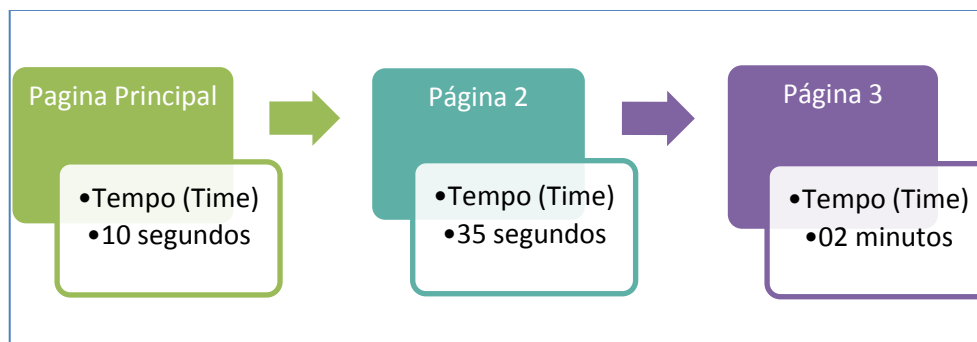 Pagina Principal
•Tempo (Time)
•10 segundos
Página 2
•Tempo (Time)
•35 segundos
Página 3
•Tempo (Time)
•02 minutos